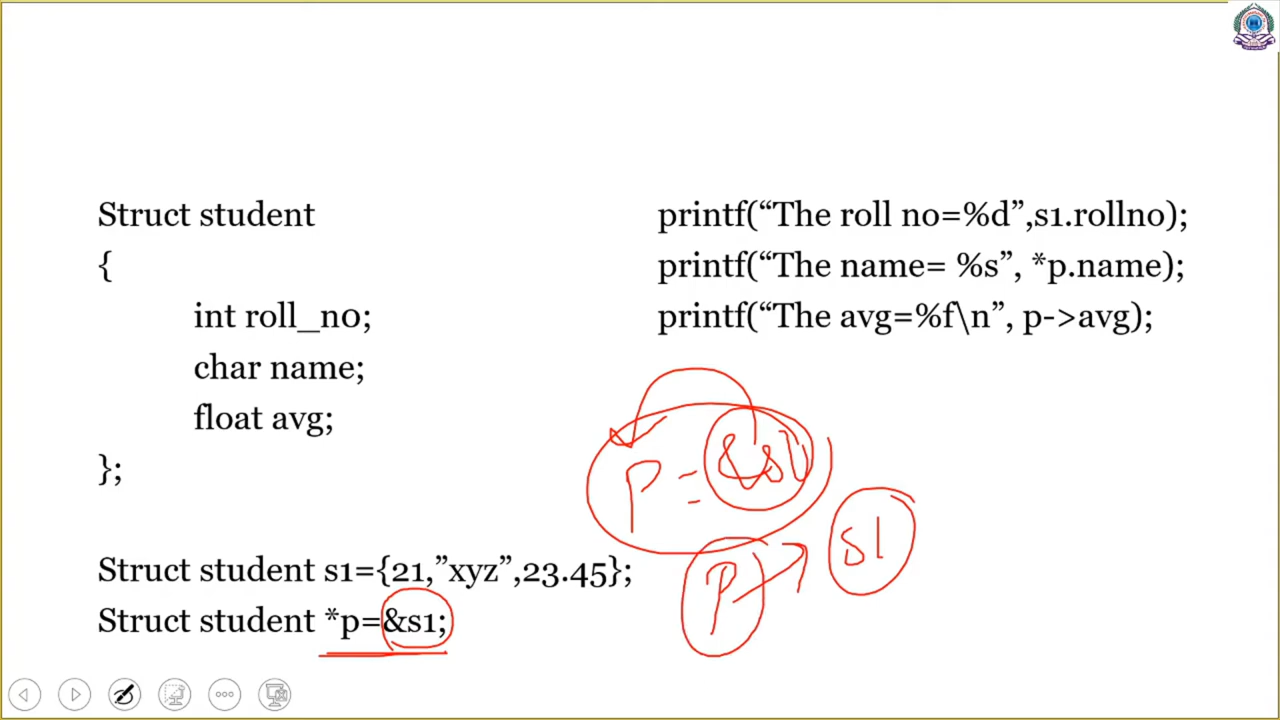 Struct student
{
int roll_no;
char name;
float avg;
};
Struct student s1={21,”xyz”,23.45};
Struct student *p=&s1;
printf(“The roll no=%d”,s1.rollno);
printf(“The name= %s”, *p.name);
printf(“The avg=%f\n”, p->avg);
p = &s1
p → s1